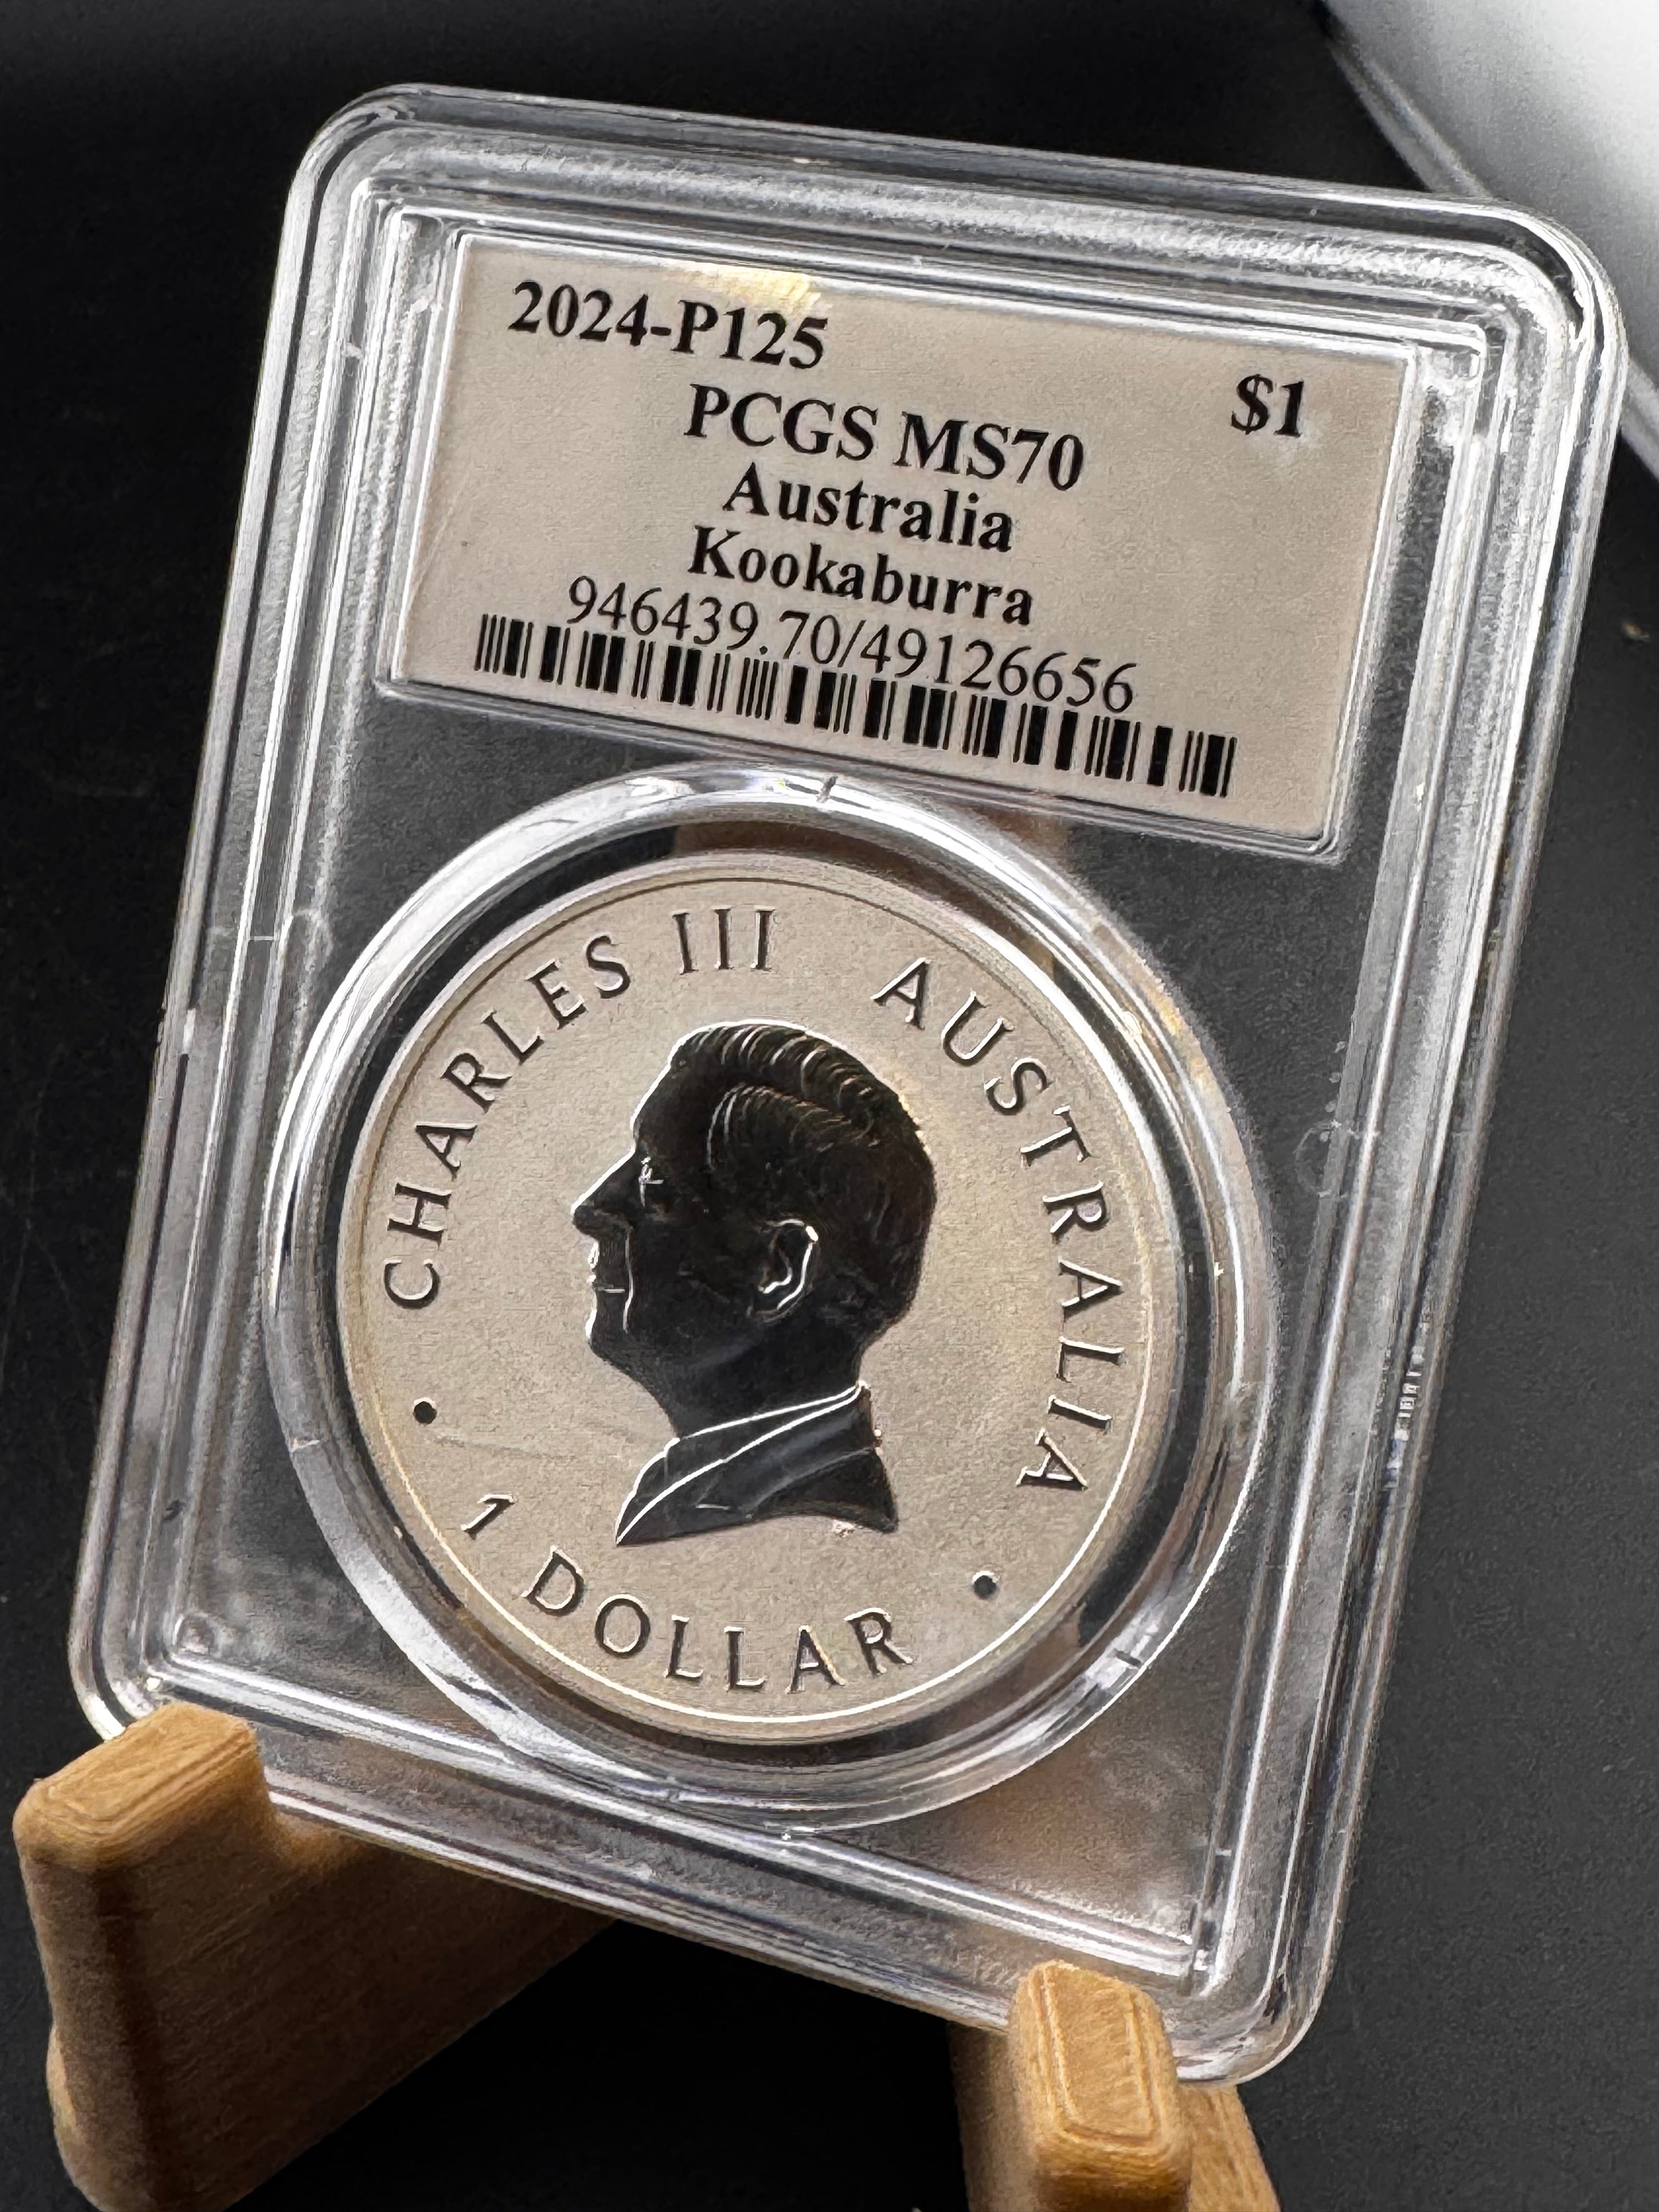 2024-P125
$1
PCGS MS70
Australia
Kookaburra
946439.70/49126656
CHARLES III AUSTRALIA
1 DOLLAR